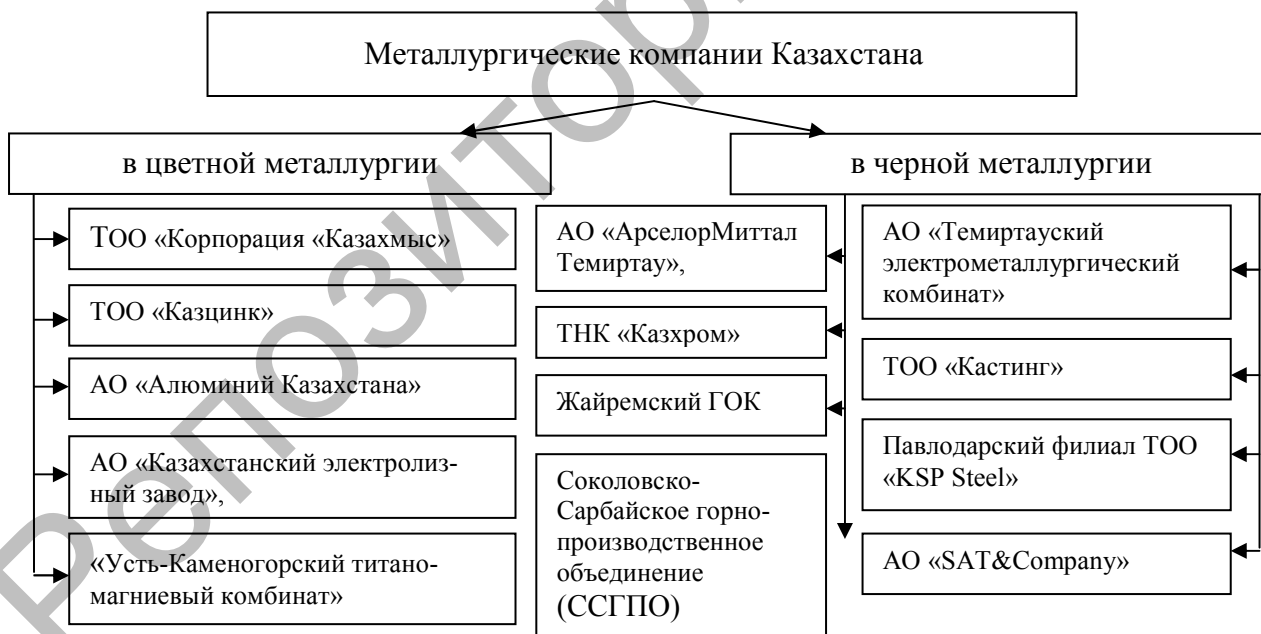 Металлургические компании Казахстана
в цветной металлургии
в черной металлургии
ТОО «Корпорация «Казахмыс»
ТОО «Казцинк»
АО «Алюминий Казахстана»
АО «Казахстанский электролиз-
ный завод»,
«Усть-Каменогорский титано-
магниевый комбинат»
АО «АрселорМиттал
Темиртау»,
ТНК «Казхром»
Жайремский ГОК
Соколовско-
Сарбайское горно-
производственное
объединение
(ССГПО)
АО «Темиртауский
электрометаллургический
комбинат»
ТОО «Кастинг»
Павлодарский филиал ТОО
«KSP Steel»
АО «SAT&Company»
Репозитор